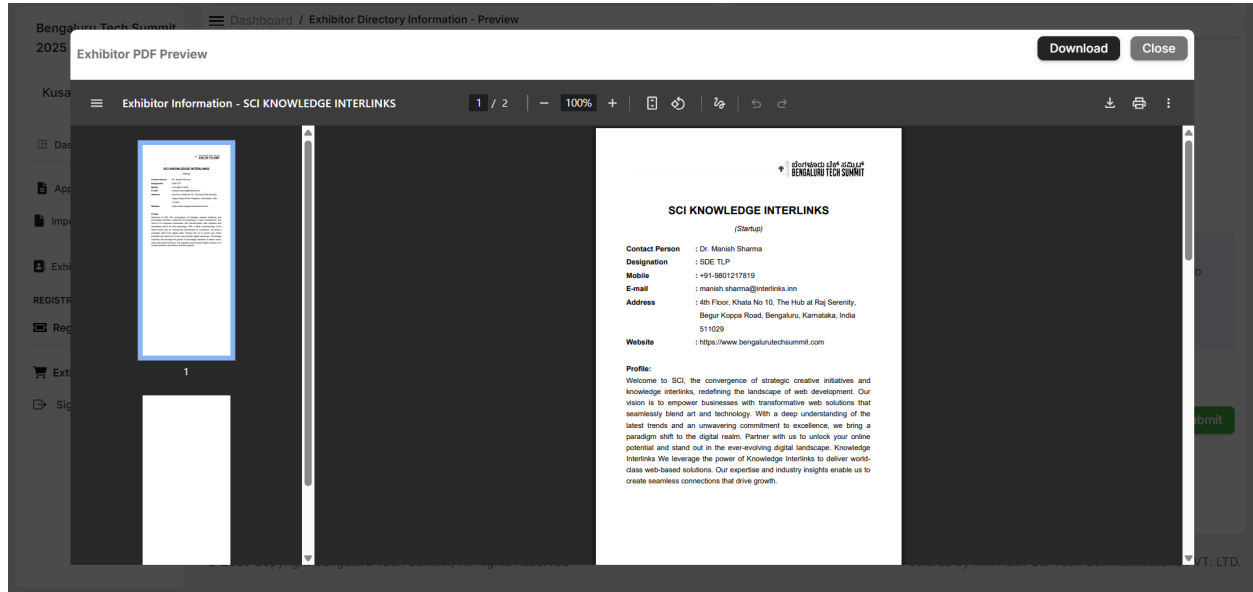 Bengaluru Tech Summit
2025
Dashboard / Exhibitor Directory Information - Preview
Exhibitor PDF Preview
Download
Close
Kusa
Exhibitor Information - SCI KNOWLEDGE INTERLINKS
1 / 2
100%
Das
App
Impo
Exhi
REGISTR
Reg
Ext
Sig
1
ಬೆಂಗಳೂರು ಟೆಕ್ ಸಮ್ಮಿಟ್
BENGALURU TECH SUMMIT
SCI KNOWLEDGE INTERLINKS
(Startup)
Contact Person : Dr. Manish Sharma
Designation : SDE TLP
Mobile : +91-9801217819
E-mail : manish.sharma@interlinks.inn
Address : 4th Floor, Khata No 10, The Hub at Raj Serenity,
Begur Koppa Road, Bengaluru, Karnataka, India
511029
Website : https://www.bengalurutechsummit.com
Profile:
Welcome to SCI, the convergence of strategic creative initiatives and
knowledge interlinks, redefining the landscape of web development. Our
vision is to empower businesses with transformative web solutions that
seamlessly blend art and technology. With a deep understanding of the
latest trends and an unwavering commitment to excellence, we bring a
paradigm shift to the digital realm. Partner with us to unlock your online
potential and stand out in the ever-evolving digital landscape. Knowledge
Interlinks We leverage the power of Knowledge Interlinks to deliver world-
class web-based solutions. Our expertise and industry insights enable us to
create seamless connections that drive growth.
bmit
VT. LTD.